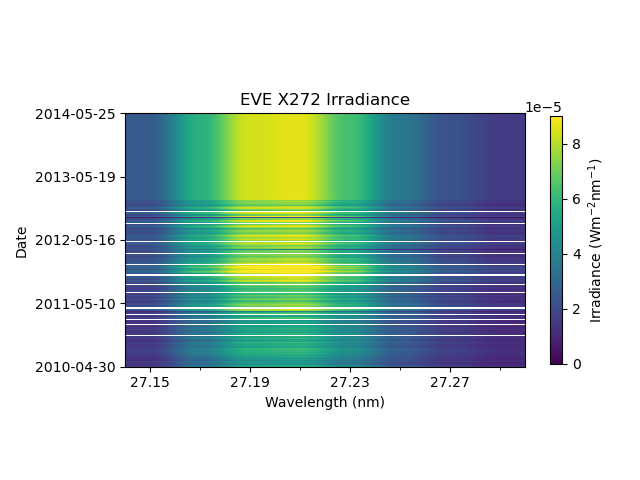 EVE X272 Irradiance
1e−5
2014-05-25
2013-05-19
2012-05-16
2011-05-10
2010-04-30
Date
27.15 27.19 27.23 27.27
Wavelength (nm)
8
6
4
2
0
Irradiance (Wm⁻²nm⁻¹)